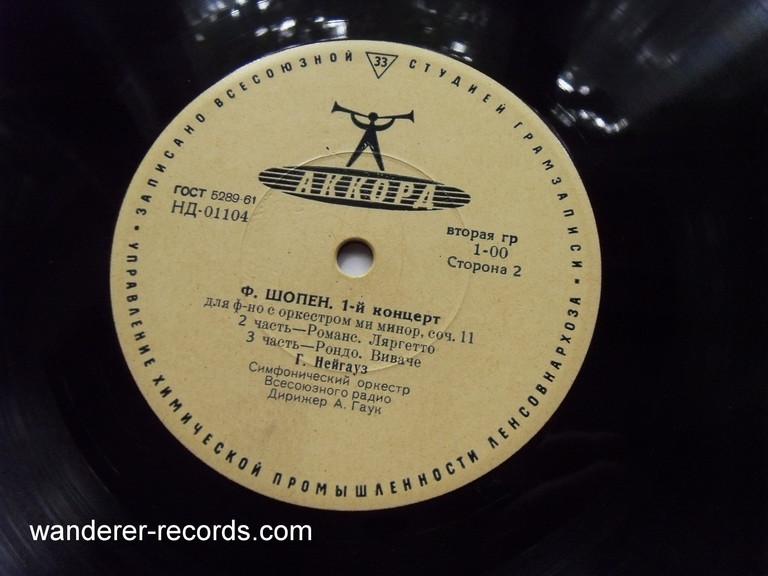 ЗАПИСАНО ВСЕСОЮЗНОЙ СТУДИЕЙ ГРАМЗАПИСИ
33
АККОРД
ГОСТ 5289-61
НД-01104
вторая гр
1-00
Сторона 2
Ф. ШОПЕН. 1-й концерт
для ф-но с оркестром ми минор, соч. 11
2 часть—Романс. Ляргетто
3 часть—Рондо. Виваче
Г. Нейгауз
Симфонический оркестр
Всесоюзного радио
Дирижер А. Гаук
УПРАВЛЕНИЕ ХИМИЧЕСКОЙ ПРОМЫШЛЕННОСТИ ЛЕНСОВНАРХОЗА
wanderer-records.com